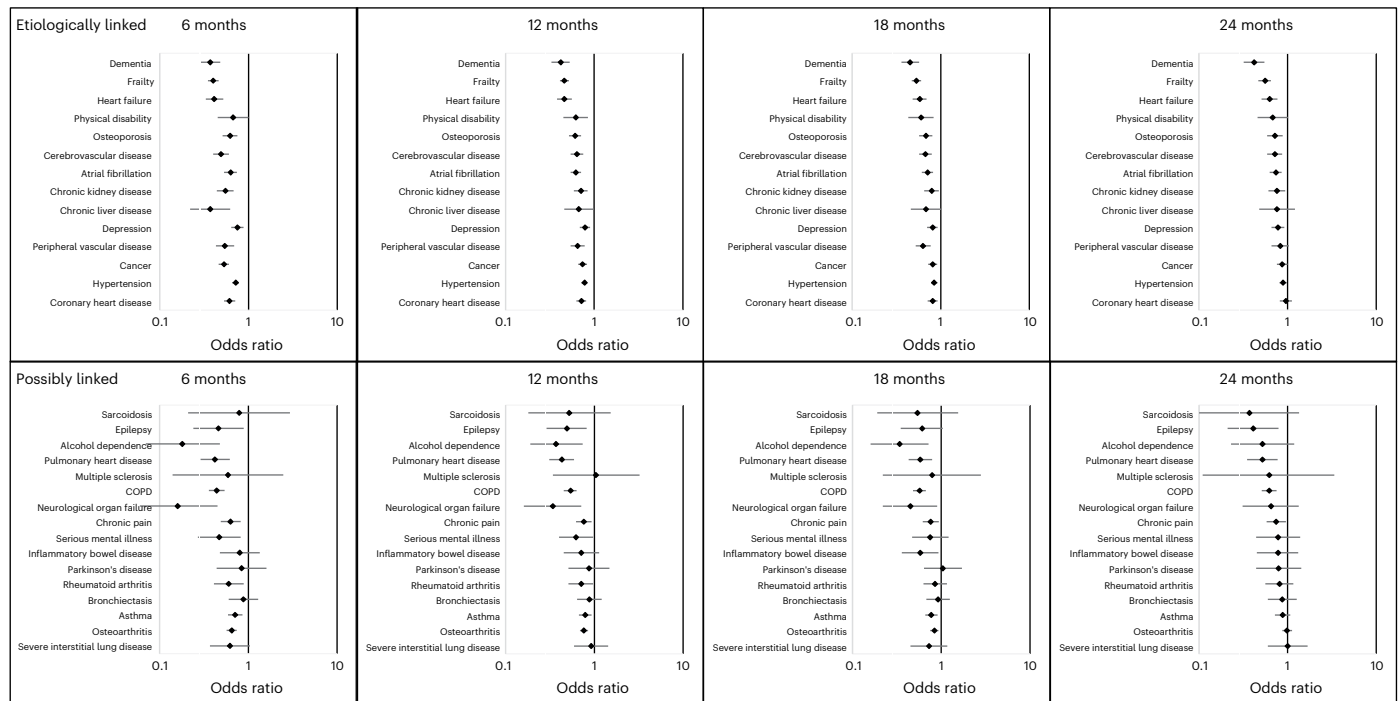 Etiologically linked
6 months
Dementia
Frailty
Heart failure
Physical disability
Osteoporosis
Cerebrovascular disease
Atrial fibrillation
Chronic kidney disease
Chronic liver disease
Depression
Peripheral vascular disease
Cancer
Hypertension
Coronary heart disease
0.1 1 10
Odds ratio
12 months
Dementia
Frailty
Heart failure
Physical disability
Osteoporosis
Cerebrovascular disease
Atrial fibrillation
Chronic kidney disease
Chronic liver disease
Depression
Peripheral vascular disease
Cancer
Hypertension
Coronary heart disease
0.1 1 10
Odds ratio
18 months
Dementia
Frailty
Heart failure
Physical disability
Osteoporosis
Cerebrovascular disease
Atrial fibrillation
Chronic kidney disease
Chronic liver disease
Depression
Peripheral vascular disease
Cancer
Hypertension
Coronary heart disease
0.1 1 10
Odds ratio
24 months
Dementia
Frailty
Heart failure
Physical disability
Osteoporosis
Cerebrovascular disease
Atrial fibrillation
Chronic kidney disease
Chronic liver disease
Depression
Peripheral vascular disease
Cancer
Hypertension
Coronary heart disease
0.1 1 10
Odds ratio
Possibly linked
6 months
Sarcoidosis
Epilepsy
Alcohol dependence
Pulmonary heart disease
Multiple sclerosis
COPD
Neurological organ failure
Chronic pain
Serious mental illness
Inflammatory bowel disease
Parkinson's disease
Rheumatoid arthritis
Bronchiectasis
Asthma
Osteoarthritis
Severe interstitial lung disease
0.1 1 10
Odds ratio
12 months
Sarcoidosis
Epilepsy
Alcohol dependence
Pulmonary heart disease
Multiple sclerosis
COPD
Neurological organ failure
Chronic pain
Serious mental illness
Inflammatory bowel disease
Parkinson's disease
Rheumatoid arthritis
Bronchiectasis
Asthma
Osteoarthritis
Severe interstitial lung disease
0.1 1 10
Odds ratio
18 months
Sarcoidosis
Epilepsy
Alcohol dependence
Pulmonary heart disease
Multiple sclerosis
COPD
Neurological organ failure
Chronic pain
Serious mental illness
Inflammatory bowel disease
Parkinson's disease
Rheumatoid arthritis
Bronchiectasis
Asthma
Osteoarthritis
Severe interstitial lung disease
0.1 1 10
Odds ratio
24 months
Sarcoidosis
Epilepsy
Alcohol dependence
Pulmonary heart disease
Multiple sclerosis
COPD
Neurological organ failure
Chronic pain
Serious mental illness
Inflammatory bowel disease
Parkinson's disease
Rheumatoid arthritis
Bronchiectasis
Asthma
Osteoarthritis
Severe interstitial lung disease
0.1 1 10
Odds ratio